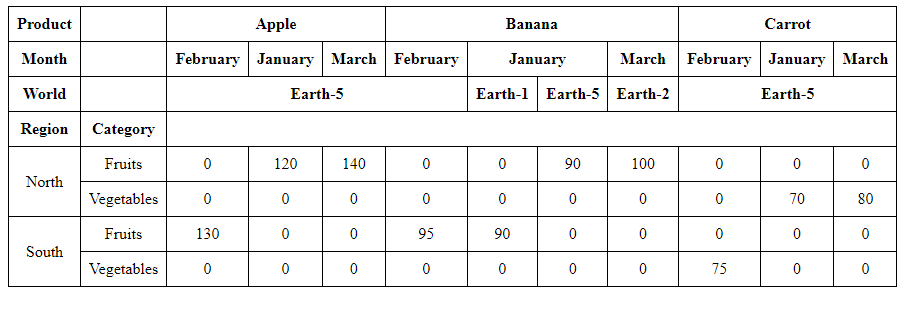 Product Apple Banana Carrot
Month February January March February January March February January March
World Earth-5 Earth-1 Earth-5 Earth-2 Earth-5
Region Category
North Fruits 0 120 140 0 0 90 100 0 0 0
Vegetables 0 0 0 0 0 0 0 0 70 80
South Fruits 130 0 0 95 90 0 0 0 0 0
Vegetables 0 0 0 0 0 0 0 75 0 0